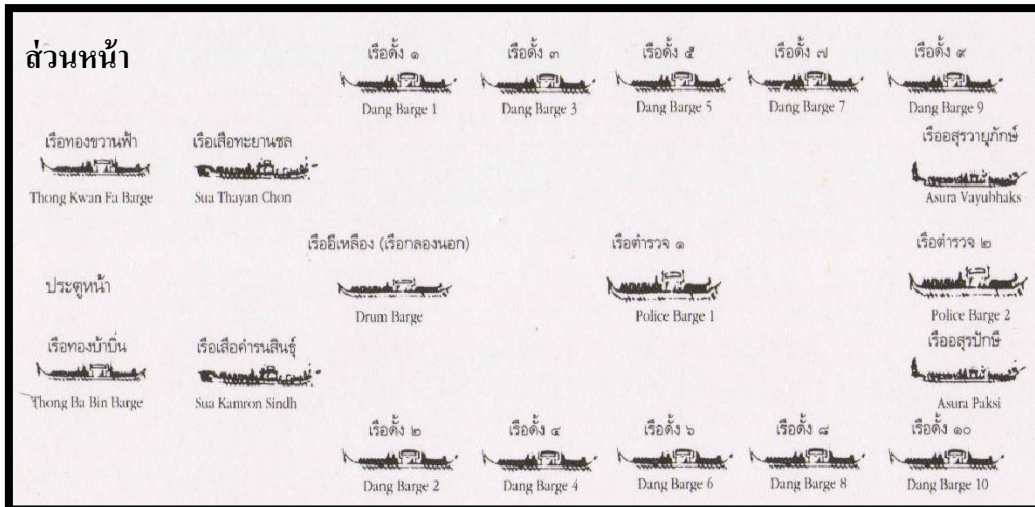 ส่วนหน้า
เรือดั้ง ๑ เรือดั้ง ๓ เรือดั้ง ๕ เรือดั้ง ๗ เรือดั้ง ๙
Dang Barge 1 Dang Barge 3 Dang Barge 5 Dang Barge 7 Dang Barge 9
เรือทองขวานฟ้า เรือเสือทะยานชล เรืออสุรวายุภักษ์
Thong Kwan Fa Barge Sua Thayan Chon Asura Vayubhaks
เรืออีเหลือง (เรือกลองนอก) เรือตำรวจ ๑ เรือตำรวจ ๒
ประตูหน้า
Drum Barge Police Barge 1 Police Barge 2
เรือทองบ้าบิ่น เรือเสือคำรนสินธุ์ เรืออสุรปักษี
Thong Ba Bin Barge Sua Kamron Sindh Asura Paksi
เรือดั้ง ๒ เรือดั้ง ๔ เรือดั้ง ๖ เรือดั้ง ๘ เรือดั้ง ๑๐
Dang Barge 2 Dang Barge 4 Dang Barge 6 Dang Barge 8 Dang Barge 10